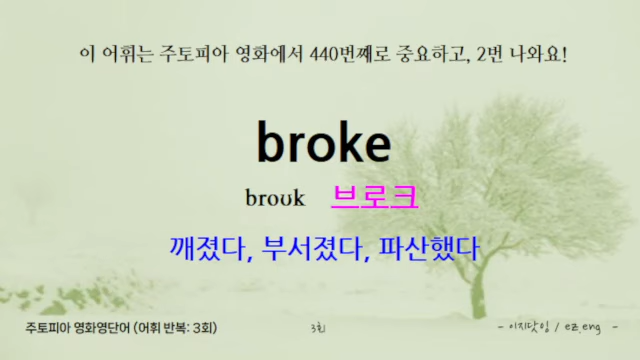 이 어휘는 주토피아 영화에서 440번째로 중요하고, 2번 나와요!
broke
broʊk 브로크
깨졌다, 부서졌다, 파산했다
주토피아 영화영단어 (어휘 반복: 3회) 3회 - 이지닷잉 / ez.eng -